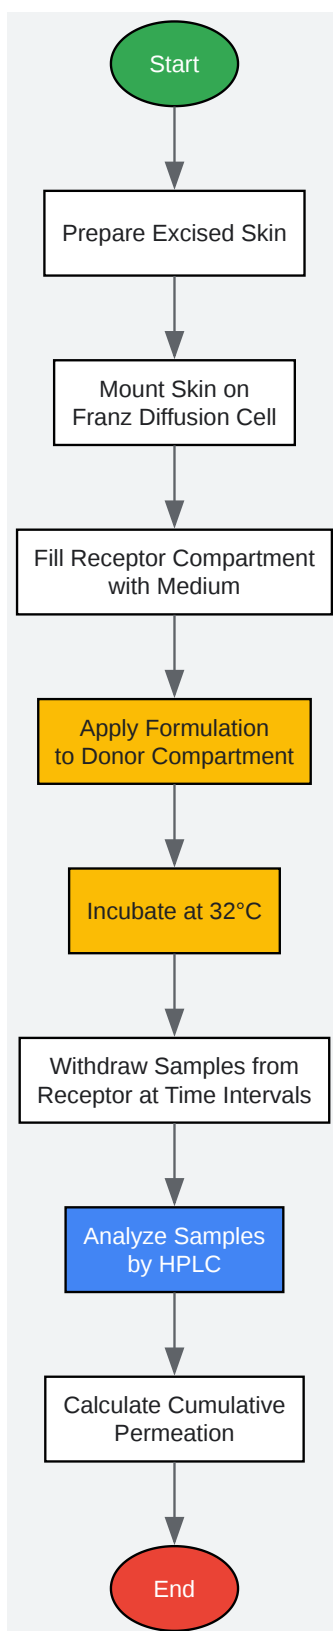 Start
Prepare Excised Skin
Mount Skin on
Franz Diffusion Cell
Fill Receptor Compartment
with Medium
Apply Formulation
to Donor Compartment
Incubate at 32°C
Withdraw Samples from
Receptor at Time Intervals
Analyze Samples
by HPLC
Calculate Cumulative
Permeation
End